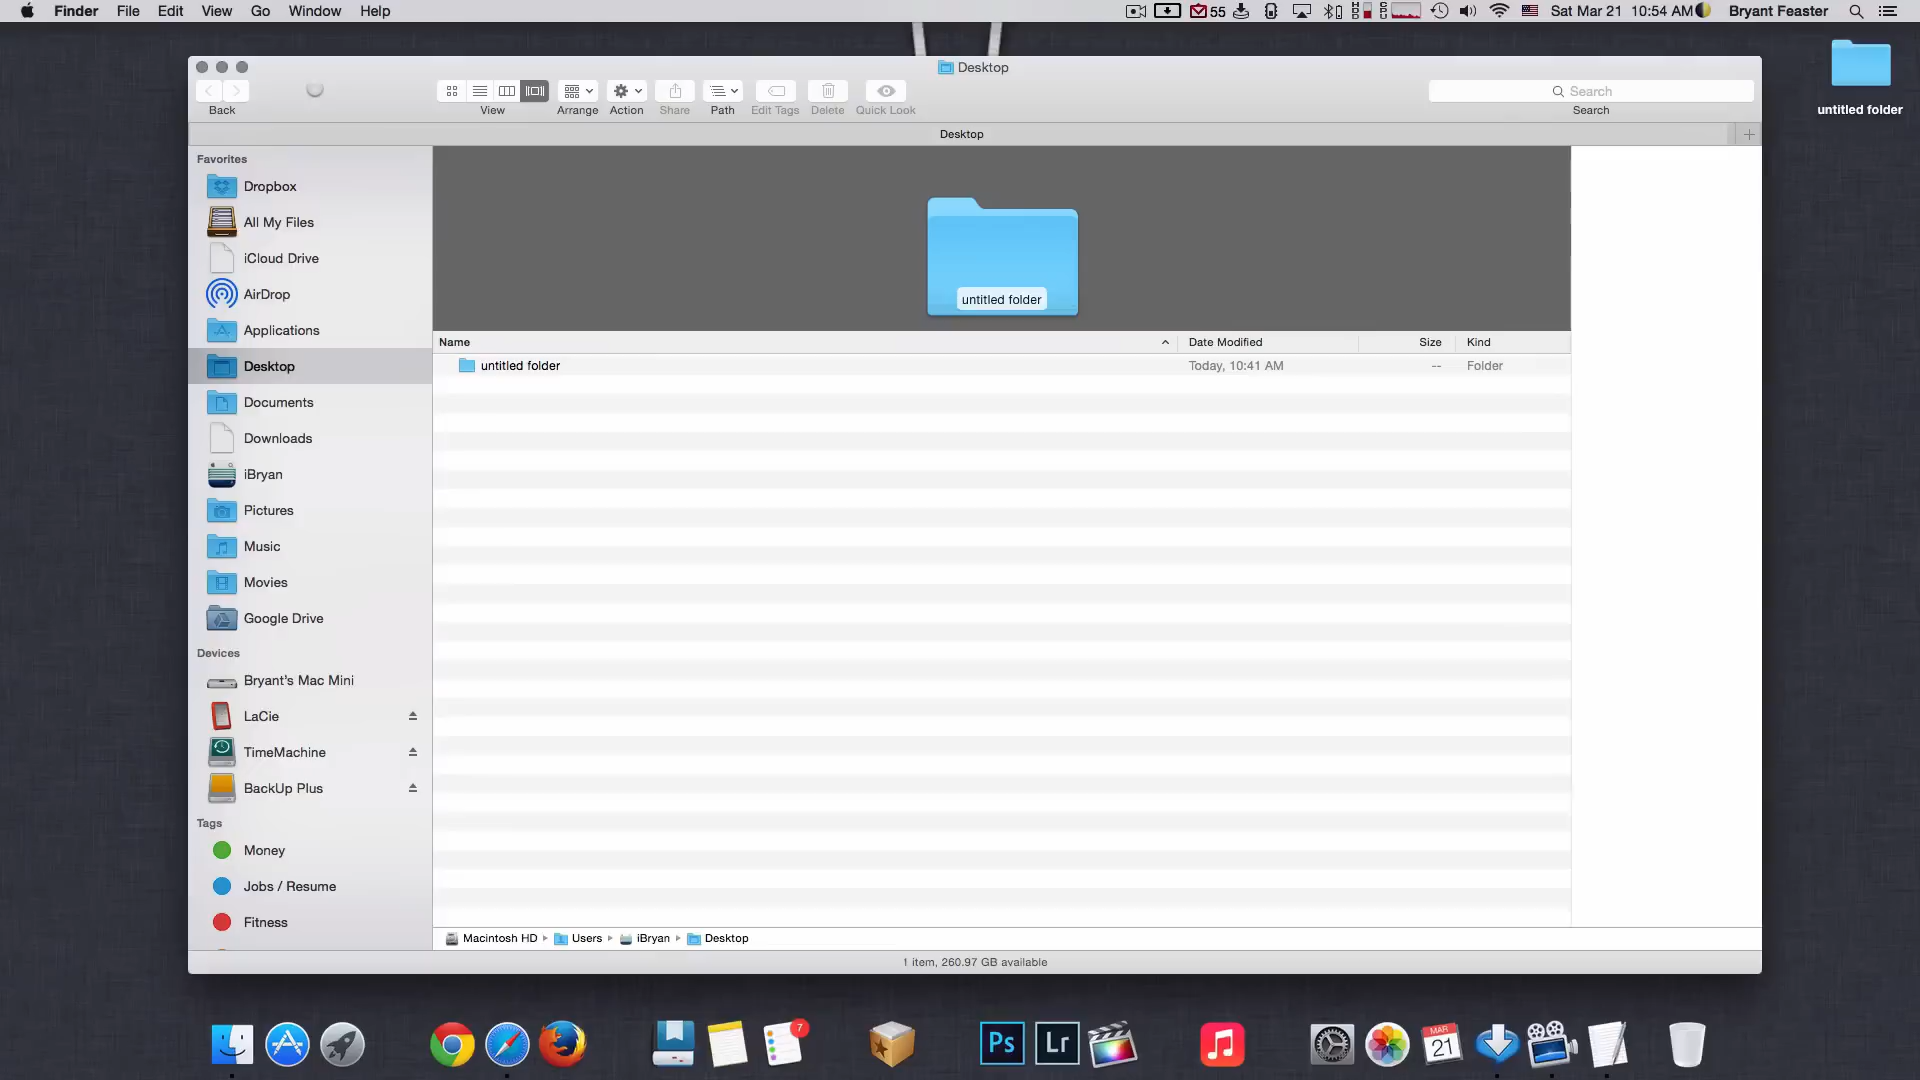 Finder File Edit View Go Window Help
55
Sat Mar 21 10:54 AM
Bryant Feaster
untitled folder
Desktop
Back
View
Arrange
Action
Share
Path
Edit Tags
Delete
Quick Look
Search
Search
Desktop
Favorites
Dropbox
All My Files
iCloud Drive
AirDrop
Applications
Desktop
Documents
Downloads
iBryan
Pictures
Music
Movies
Google Drive
Devices
Bryant's Mac Mini
LaCie
TimeMachine
BackUp Plus
Tags
Money
Jobs / Resume
Fitness
untitled folder
Name Date Modified Size Kind
untitled folder Today, 10:41 AM -- Folder
Macintosh HD Users iBryan Desktop
1 item, 260.97 GB available
7
Ps
Lr
MAR
21